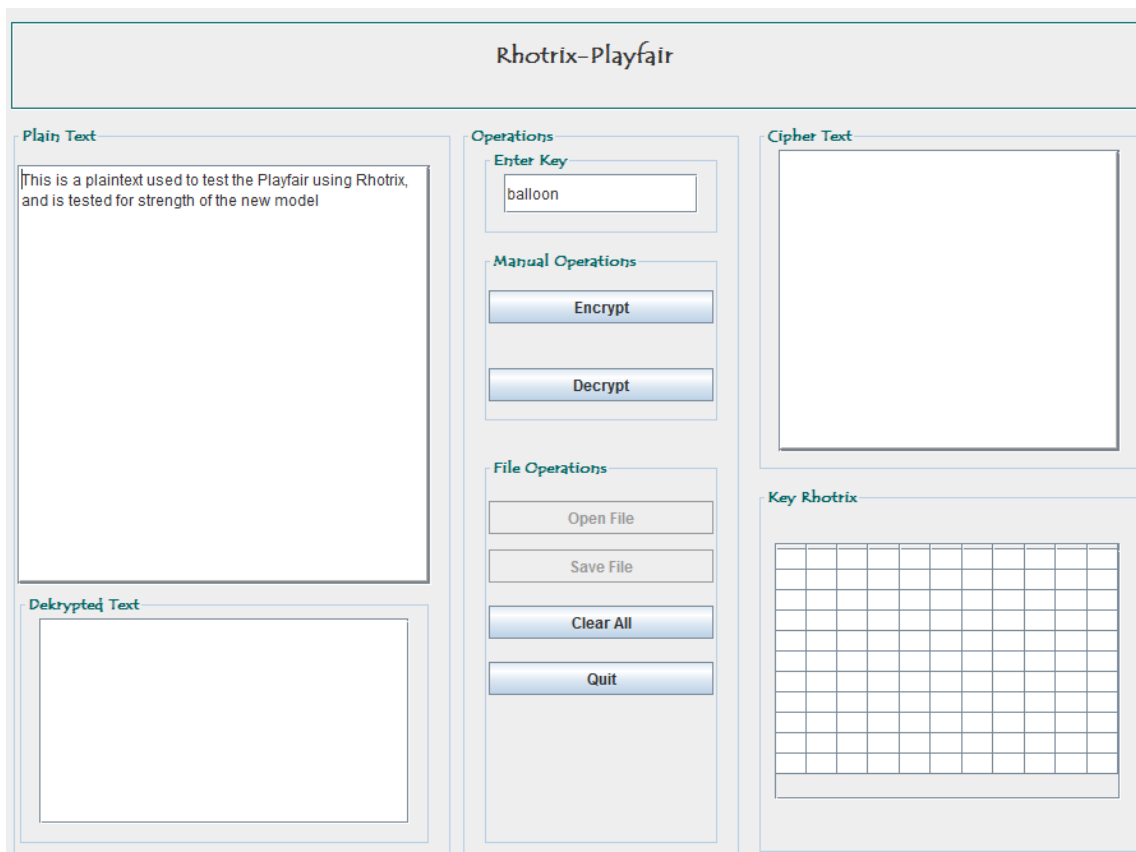 Rhotrix-Playfair
Plain Text
This is a plaintext used to test the Playfair using Rhotrix,
and is tested for strength of the new model
Dekrypted Text
Operations
Enter Key
balloon
Manual Operations
Encrypt
Decrypt
File Operations
Open File
Save File
Clear All
Quit
Cipher Text
Key Rhotrix